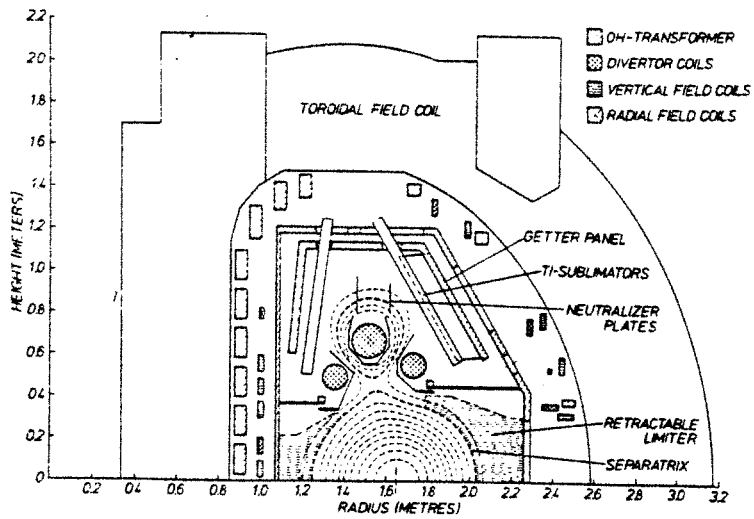 2.2
2.0
1.8
1.6
1.4
1.2
1.0
0.8
0.6
0.4
0.2
0
HEIGHT (METERS)
OH-TRANSFORMER
DIVERTOR COILS
VERTICAL FIELD COILS
RADIAL FIELD COILS
TOROIDAL FIELD COIL
GETTER PANEL
TI-SUBLIMATORS
NEUTRALIZER
PLATES
RETRACTABLE
LIMITER
SEPARATRIX
0.2 0.4 0.6 0.8 1.0 1.2 1.4 1.6 1.8 2.0 2.2 2.4 2.6 2.8 3.0 3.2
RADIUS (METRES)